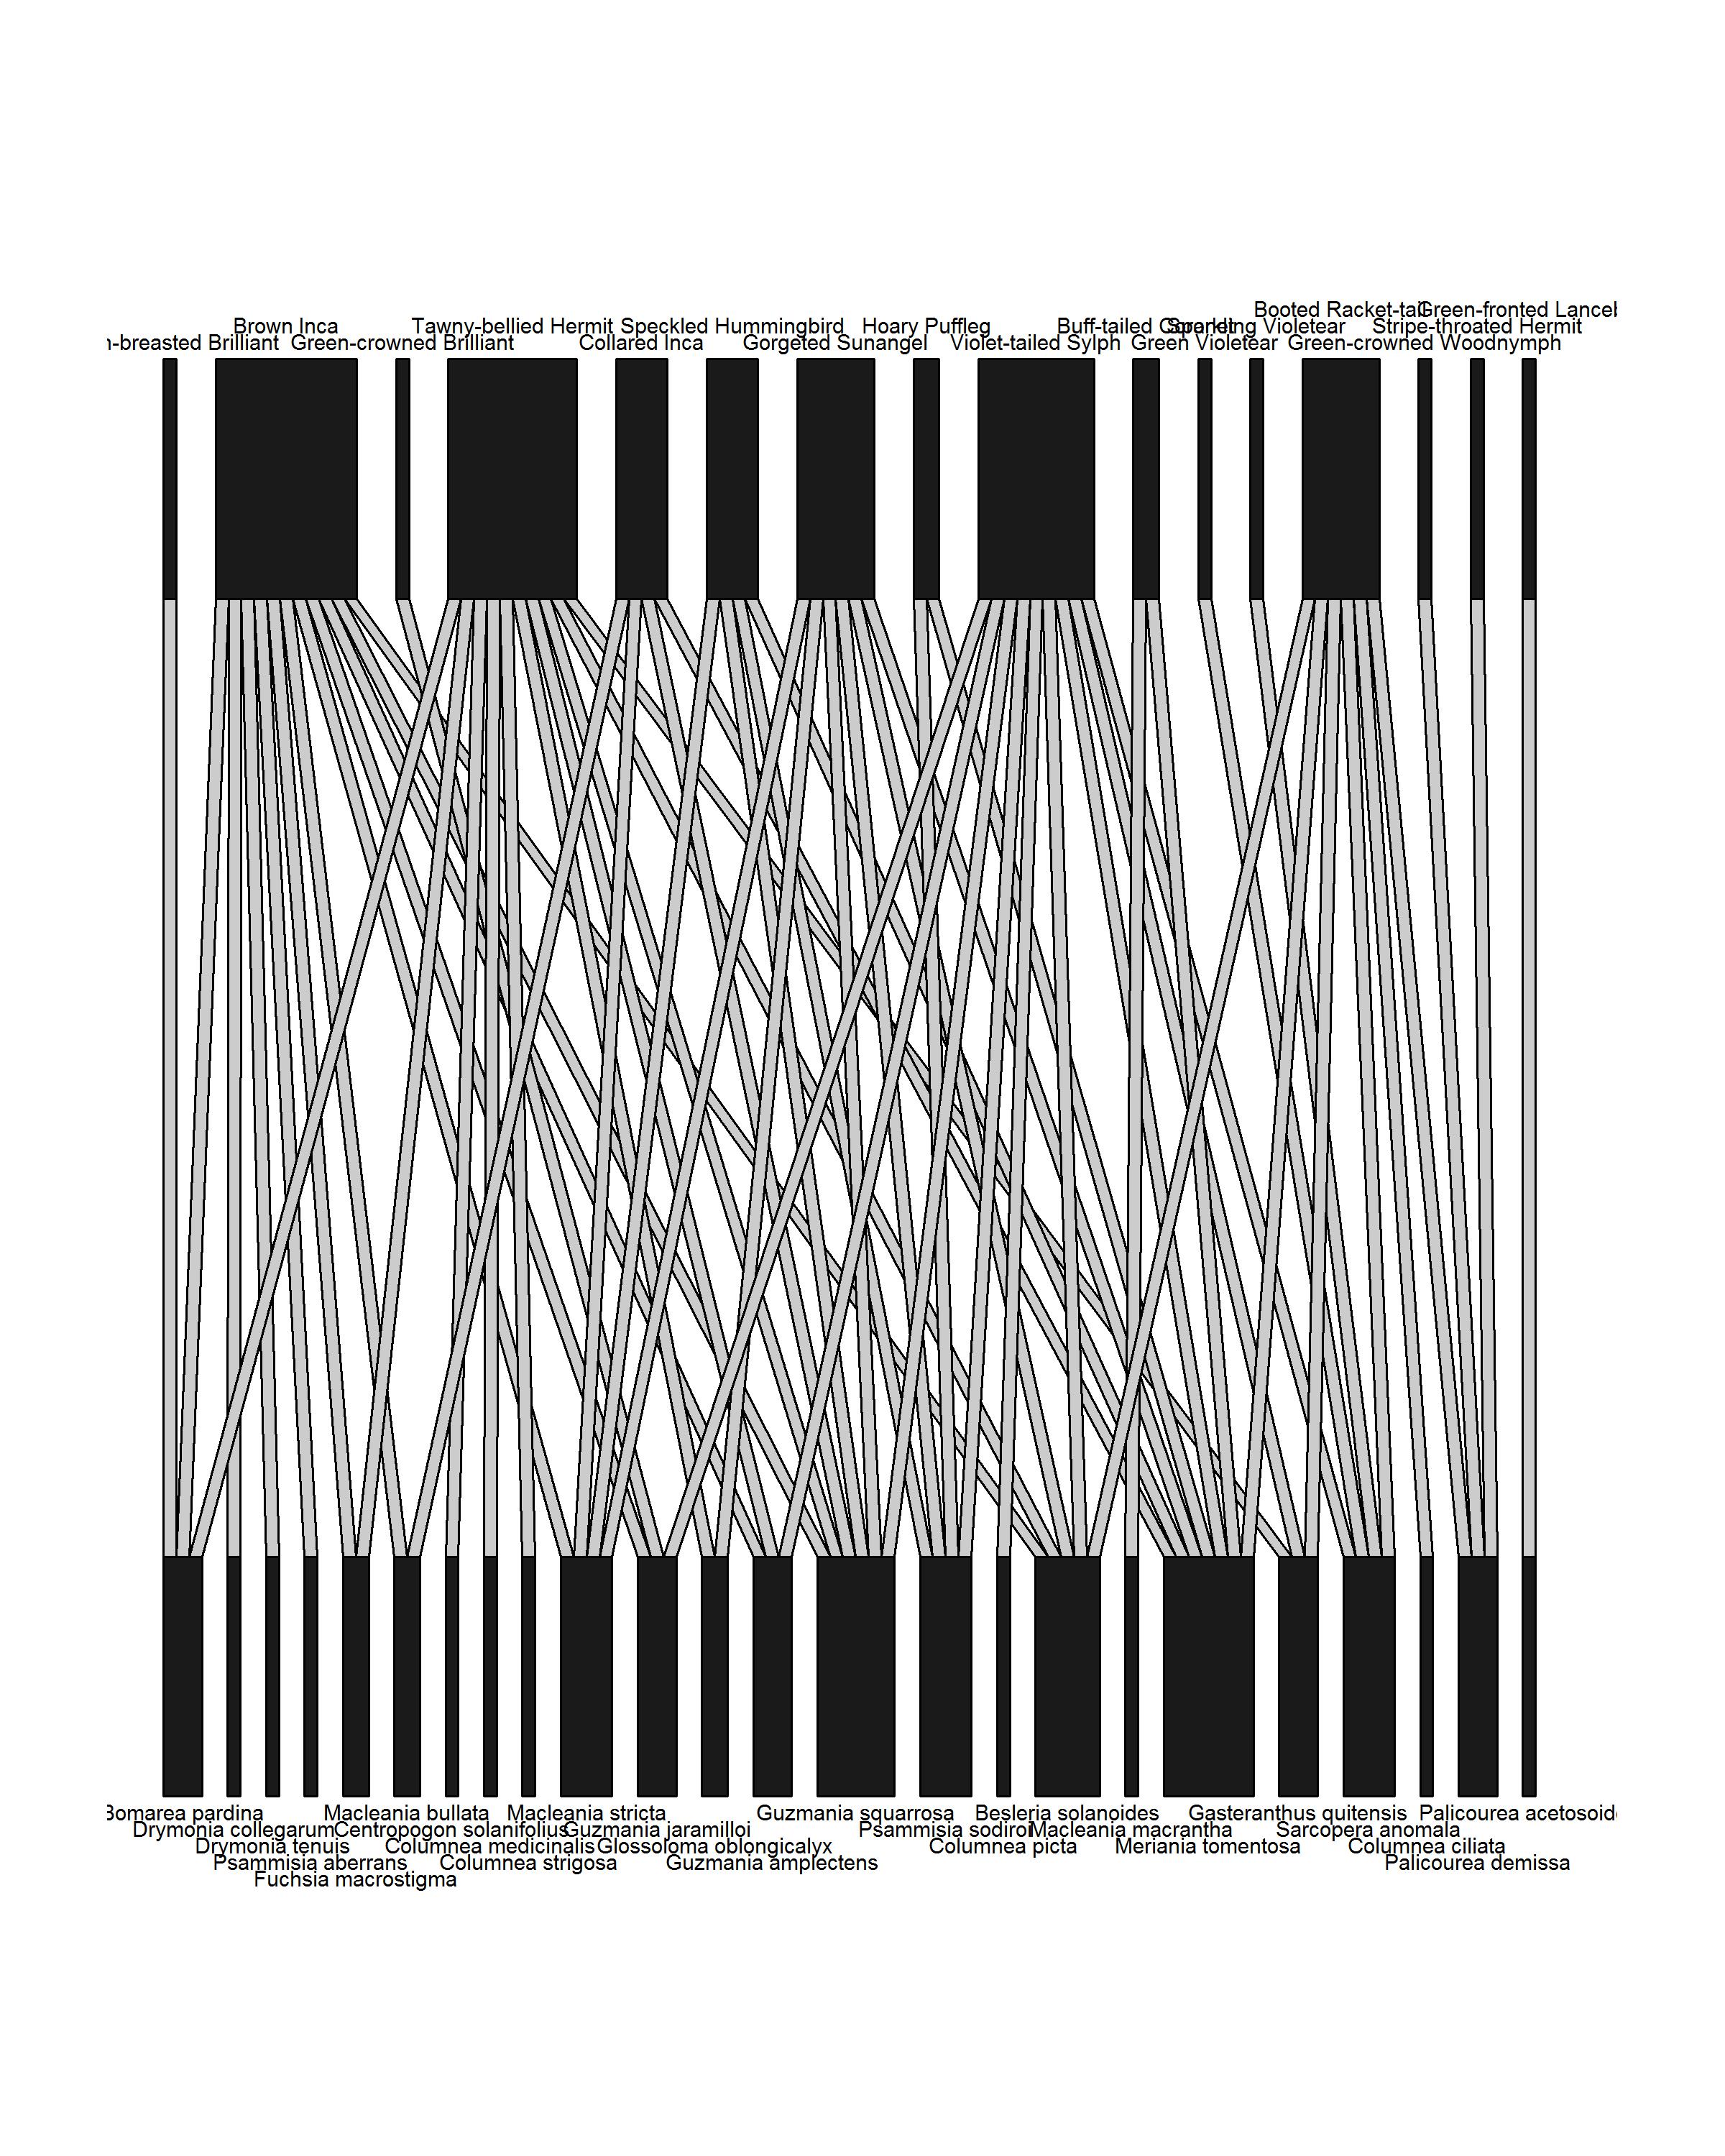 Booted Racket-tail Green-fronted Lanceb
Brown Inca Tawny-bellied Hermit Speckled Hummingbird Hoary Puffleg Buff-tailed Coronet Sparkling Violetear Stripe-throated Hermit
n-breasted Brilliant Green-crowned Brilliant Collared Inca Gorgeted Sunangel Violet-tailed Sylph Green Violetear Green-crowned Woodnymph
Bomarea pardina Macleania bullata Macleania stricta Guzmania squarrosa Besleria solanoides Gasteranthus quitensis Palicourea acetosoid
Drymonia collegarum Centropogon solanifolius Guzmania jaramilloi Psammisia sodiroi Macleania macrantha Sarcopera anomala
Drymonia tenuis Columnea medicinalis Glossoloma oblongicalyx Columnea picta Meriania tomentosa Columnea ciliata
Psammisia aberrans Columnea strigosa Guzmania amplectens Palicourea demissa
Fuchsia macrostigma